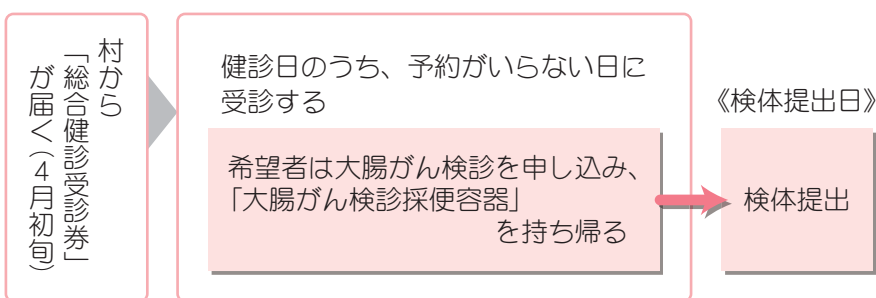 村から
「総合健診受診券」
が届く（４月初旬）
健診日のうち、予約がいらない日に
受診する
希望者は大腸がん検診を申し込み、
「大腸がん検診採便容器」
を持ち帰る
《検体提出日》
検体提出